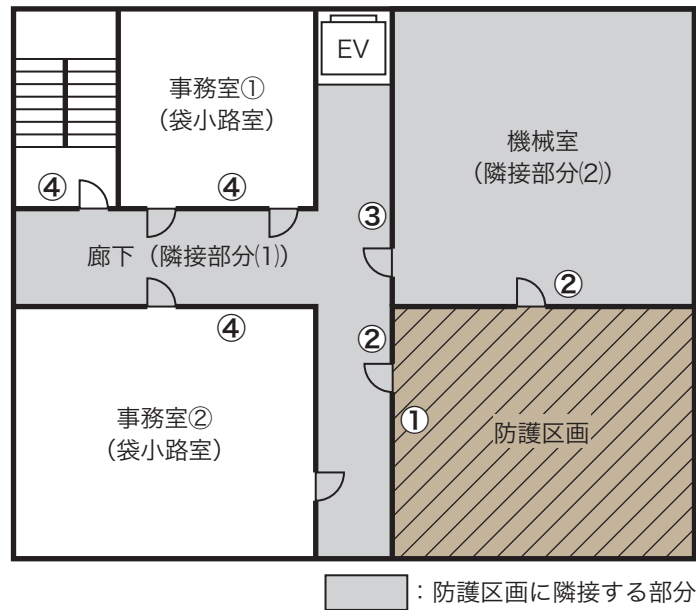 EV
事務室①
（袋小路室）
機械室
（隣接部分⑵）
④
④
③
廊下（隣接部分⑴）
②
④
②
事務室②
（袋小路室）
①
防護区画
：防護区画に隣接する部分